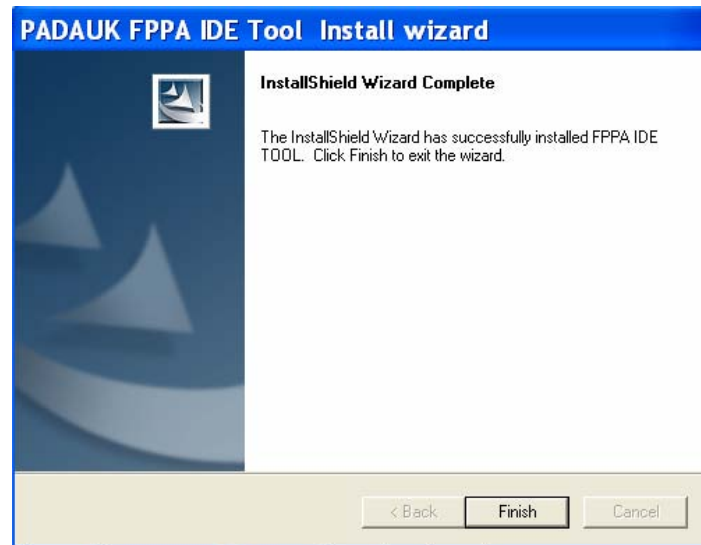 PADAUK FPPA IDE Tool Install wizard
InstallShield Wizard Complete
The InstallShield Wizard has successfully installed FPPA IDE
TOOL. Click Finish to exit the wizard.
< Back Finish Cancel